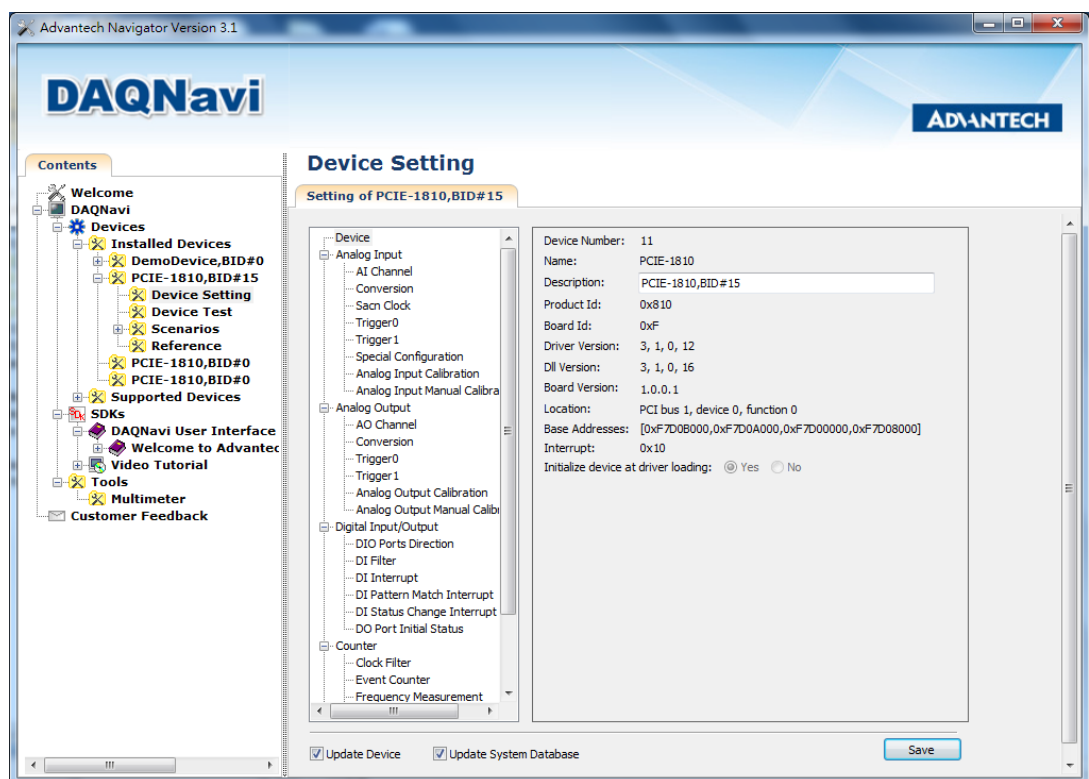 Advantech Navigator Version 3.1
DAQNavi
ADVANTECH
Contents
Welcome
DAQNavi
Devices
Installed Devices
DemoDevice,BID#0
PCIE-1810,BID#15
Device Setting
Device Test
Scenarios
Reference
PCIE-1810,BID#0
PCIE-1810,BID#0
Supported Devices
SDKs
DAQNavi User Interface
Welcome to Advantec
Video Tutorial
Tools
Multimeter
Customer Feedback
Device Setting
Setting of PCIE-1810,BID#15
Device
Analog Input
AI Channel
Conversion
Sacn Clock
Trigger0
Trigger1
Special Configuration
Analog Input Calibration
Analog Input Manual Calibra
Analog Output
AO Channel
Conversion
Trigger0
Trigger1
Analog Output Calibration
Analog Output Manual Calib
Digital Input/Output
DIO Ports Direction
DI Filter
DI Interrupt
DI Pattern Match Interrupt
DI Status Change Interrupt
DO Port Initial Status
Counter
Clock Filter
Event Counter
Frequency Measurement
Device Number: 11
Name: PCIE-1810
Description: PCIE-1810,BID#15
Product Id: 0x810
Board Id: 0xF
Driver Version: 3, 1, 0, 12
Dll Version: 3, 1, 0, 16
Board Version: 1.0.0.1
Location: PCI bus 1, device 0, function 0
Base Addresses: [0xF7D0B000,0xF7D0A000,0xF7D00000,0xF7D08000]
Interrupt: 0x10
Initialize device at driver loading: Yes No
Update Device Update System Database Save